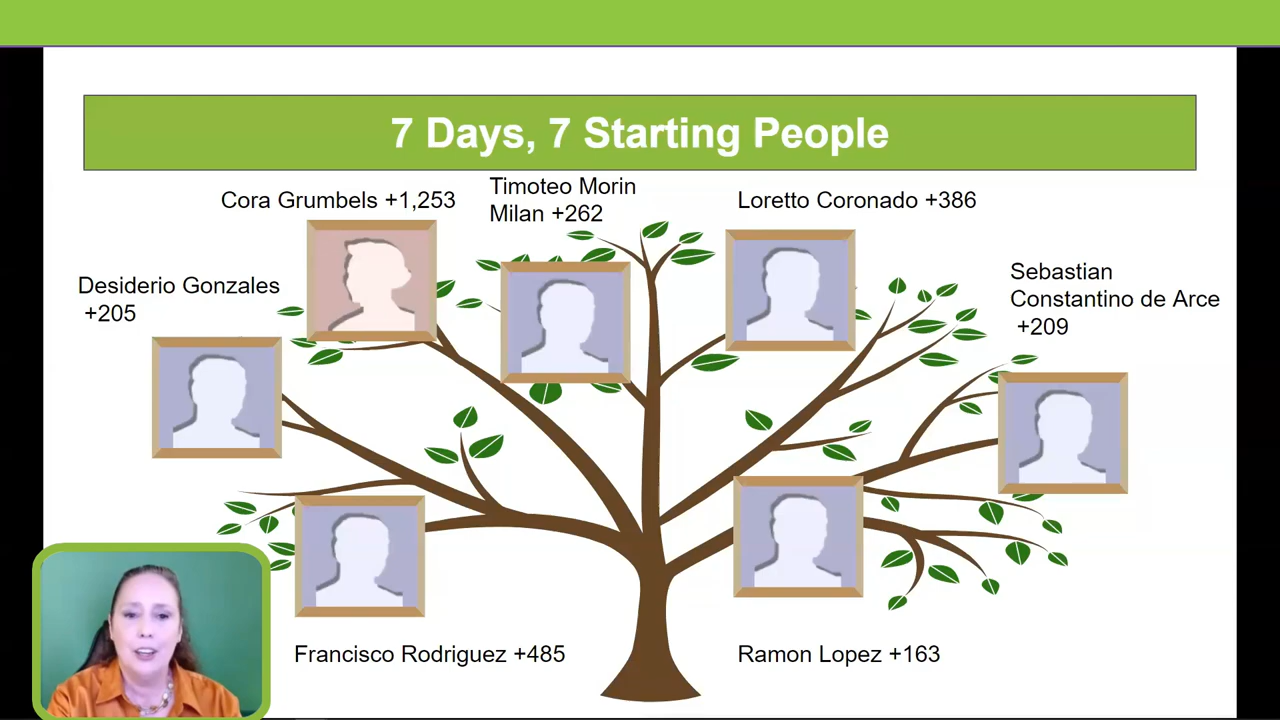 7 Days, 7 Starting People
Cora Grumbels +1,253
Timoteo Morin
Milan +262
Loretto Coronado +386
Desiderio Gonzales
+205
Sebastian
Constantino de Arce
+209
Francisco Rodriguez +485
Ramon Lopez +163